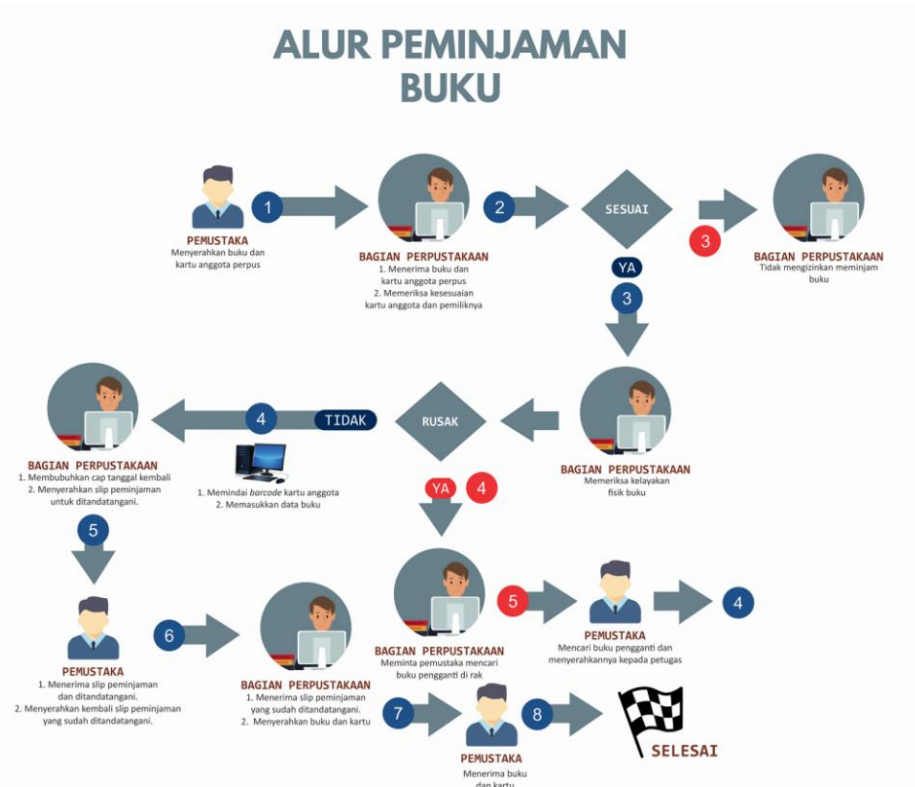 ALUR PEMINJAMAN
BUKU
1
2
SESUAI
3
PEMUSTAKA
Menyerahkan buku dan
kartu anggota perpus
BAGIAN PERPUSTAKAAN
1. Menerima buku dan
kartu anggota perpus
2. Memeriksa kesesuaian
kartu anggota dan pemiliknya
YA
3
BAGIAN PERPUSTAKAAN
Tidak mengizinkan meminjam
buku
BAGIAN PERPUSTAKAAN
Memeriksa kelayakan
fisik buku
RUSAK
TIDAK
4
1. Memindai barcode kartu anggota
2. Memasukkan data buku
BAGIAN PERPUSTAKAAN
1. Membubuhkan cap tanggal kembali
2. Menyerahkan slip peminjaman
untuk ditandatangani.
YA
4
5
BAGIAN PERPUSTAKAAN
Meminta pemustaka mencari
buku pengganti di rak
5
PEMUSTAKA
Mencari buku pengganti dan
menyerahkannya kepada petugas
4
PEMUSTAKA
1. Menerima slip peminjaman
dan ditandatangani.
2. Menyerahkan kembali slip peminjaman
yang sudah ditandatangani.
6
BAGIAN PERPUSTAKAAN
1. Menerima slip peminjaman
yang sudah ditandatangani.
2. Menyerahkan buku dan kartu
7
PEMUSTAKA
Menerima buku
dan kartu
8
SELESAI